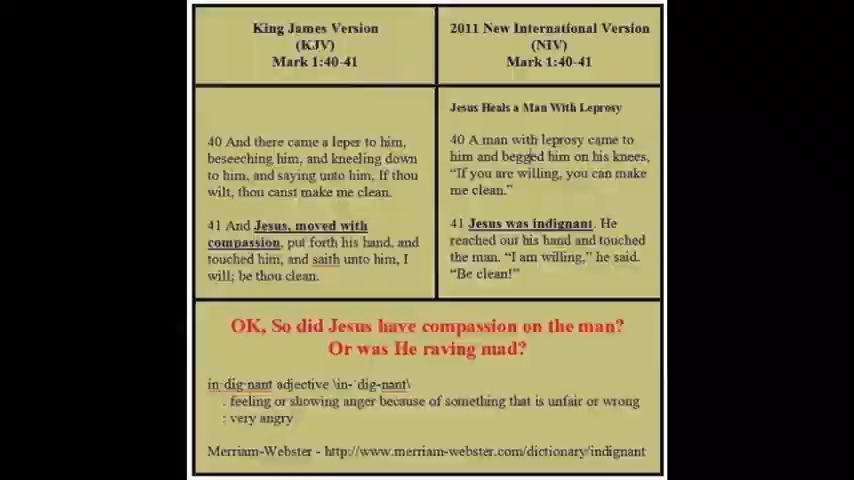 King James Version
(KJV)
Mark 1:40-41
2011 New International Version
(NIV)
Mark 1:40-41
40 And there came a leper to him,
beseeching him, and kneeling down
to him, and saying unto him, If thou
wilt, thou canst make me clean.
41 And Jesus, moved with
compassion, put forth his hand, and
touched him, and saith unto him, I
will; be thou clean.
Jesus Heals a Man With Leprosy
40 A man with leprosy came to
him and begged him on his knees,
“If you are willing, you can make
me clean.”
41 Jesus was indignant. He
reached out his hand and touched
the man. “I am willing,” he said.
“Be clean!”
OK, So did Jesus have compassion on the man?
Or was He raving mad?
in·dig·nant adjective \in-ˈdig-nant\
: feeling or showing anger because of something that is unfair or wrong
: very angry
Merriam-Webster - http://www.merriam-webster.com/dictionary/indignant